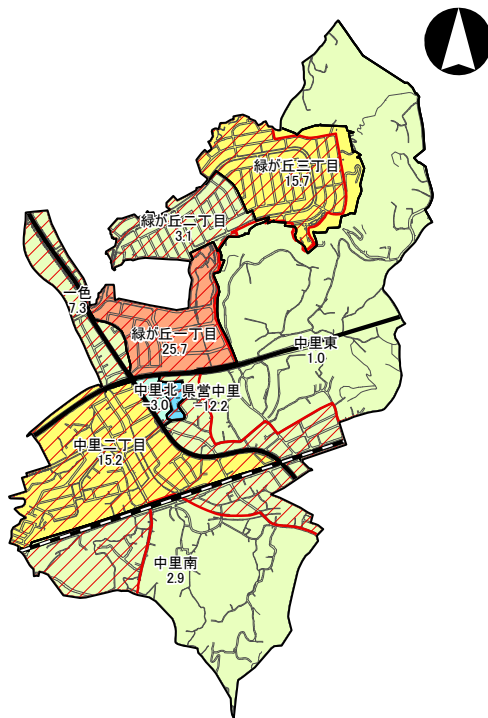 緑が丘三丁目
15.7
緑が丘二丁目
3.1
一色
7.3
緑が丘一丁目
25.7
中里東
1.0
中里北
-3.0
県営中里
-12.2
中里二丁目
15.2
中里南
2.9